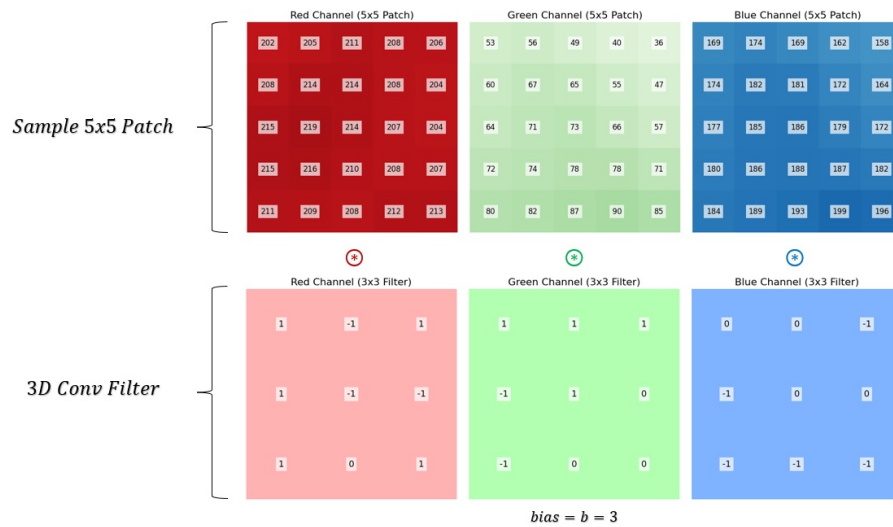 Red Channel (5x5 Patch) Green Channel (5x5 Patch) Blue Channel (5x5 Patch)
202 205 211 208 206 53 56 49 40 36 169 174 169 162 158
208 214 214 208 204 60 67 65 55 47 174 182 181 172 164
Sample 5x5 Patch 215 219 214 207 204 64 71 73 66 57 177 185 186 179 172
215 216 210 208 207 72 74 78 78 71 180 186 188 187 182
211 209 208 212 213 80 82 87 90 85 184 189 193 199 196
* * *
Red Channel (3x3 Filter) Green Channel (3x3 Filter) Blue Channel (3x3 Filter)
1 -1 1 1 1 1 0 0 -1
3D Conv Filter 1 -1 -1 -1 1 0 -1 0 0
1 0 1 -1 0 0 -1 -1 -1
bias = b = 3